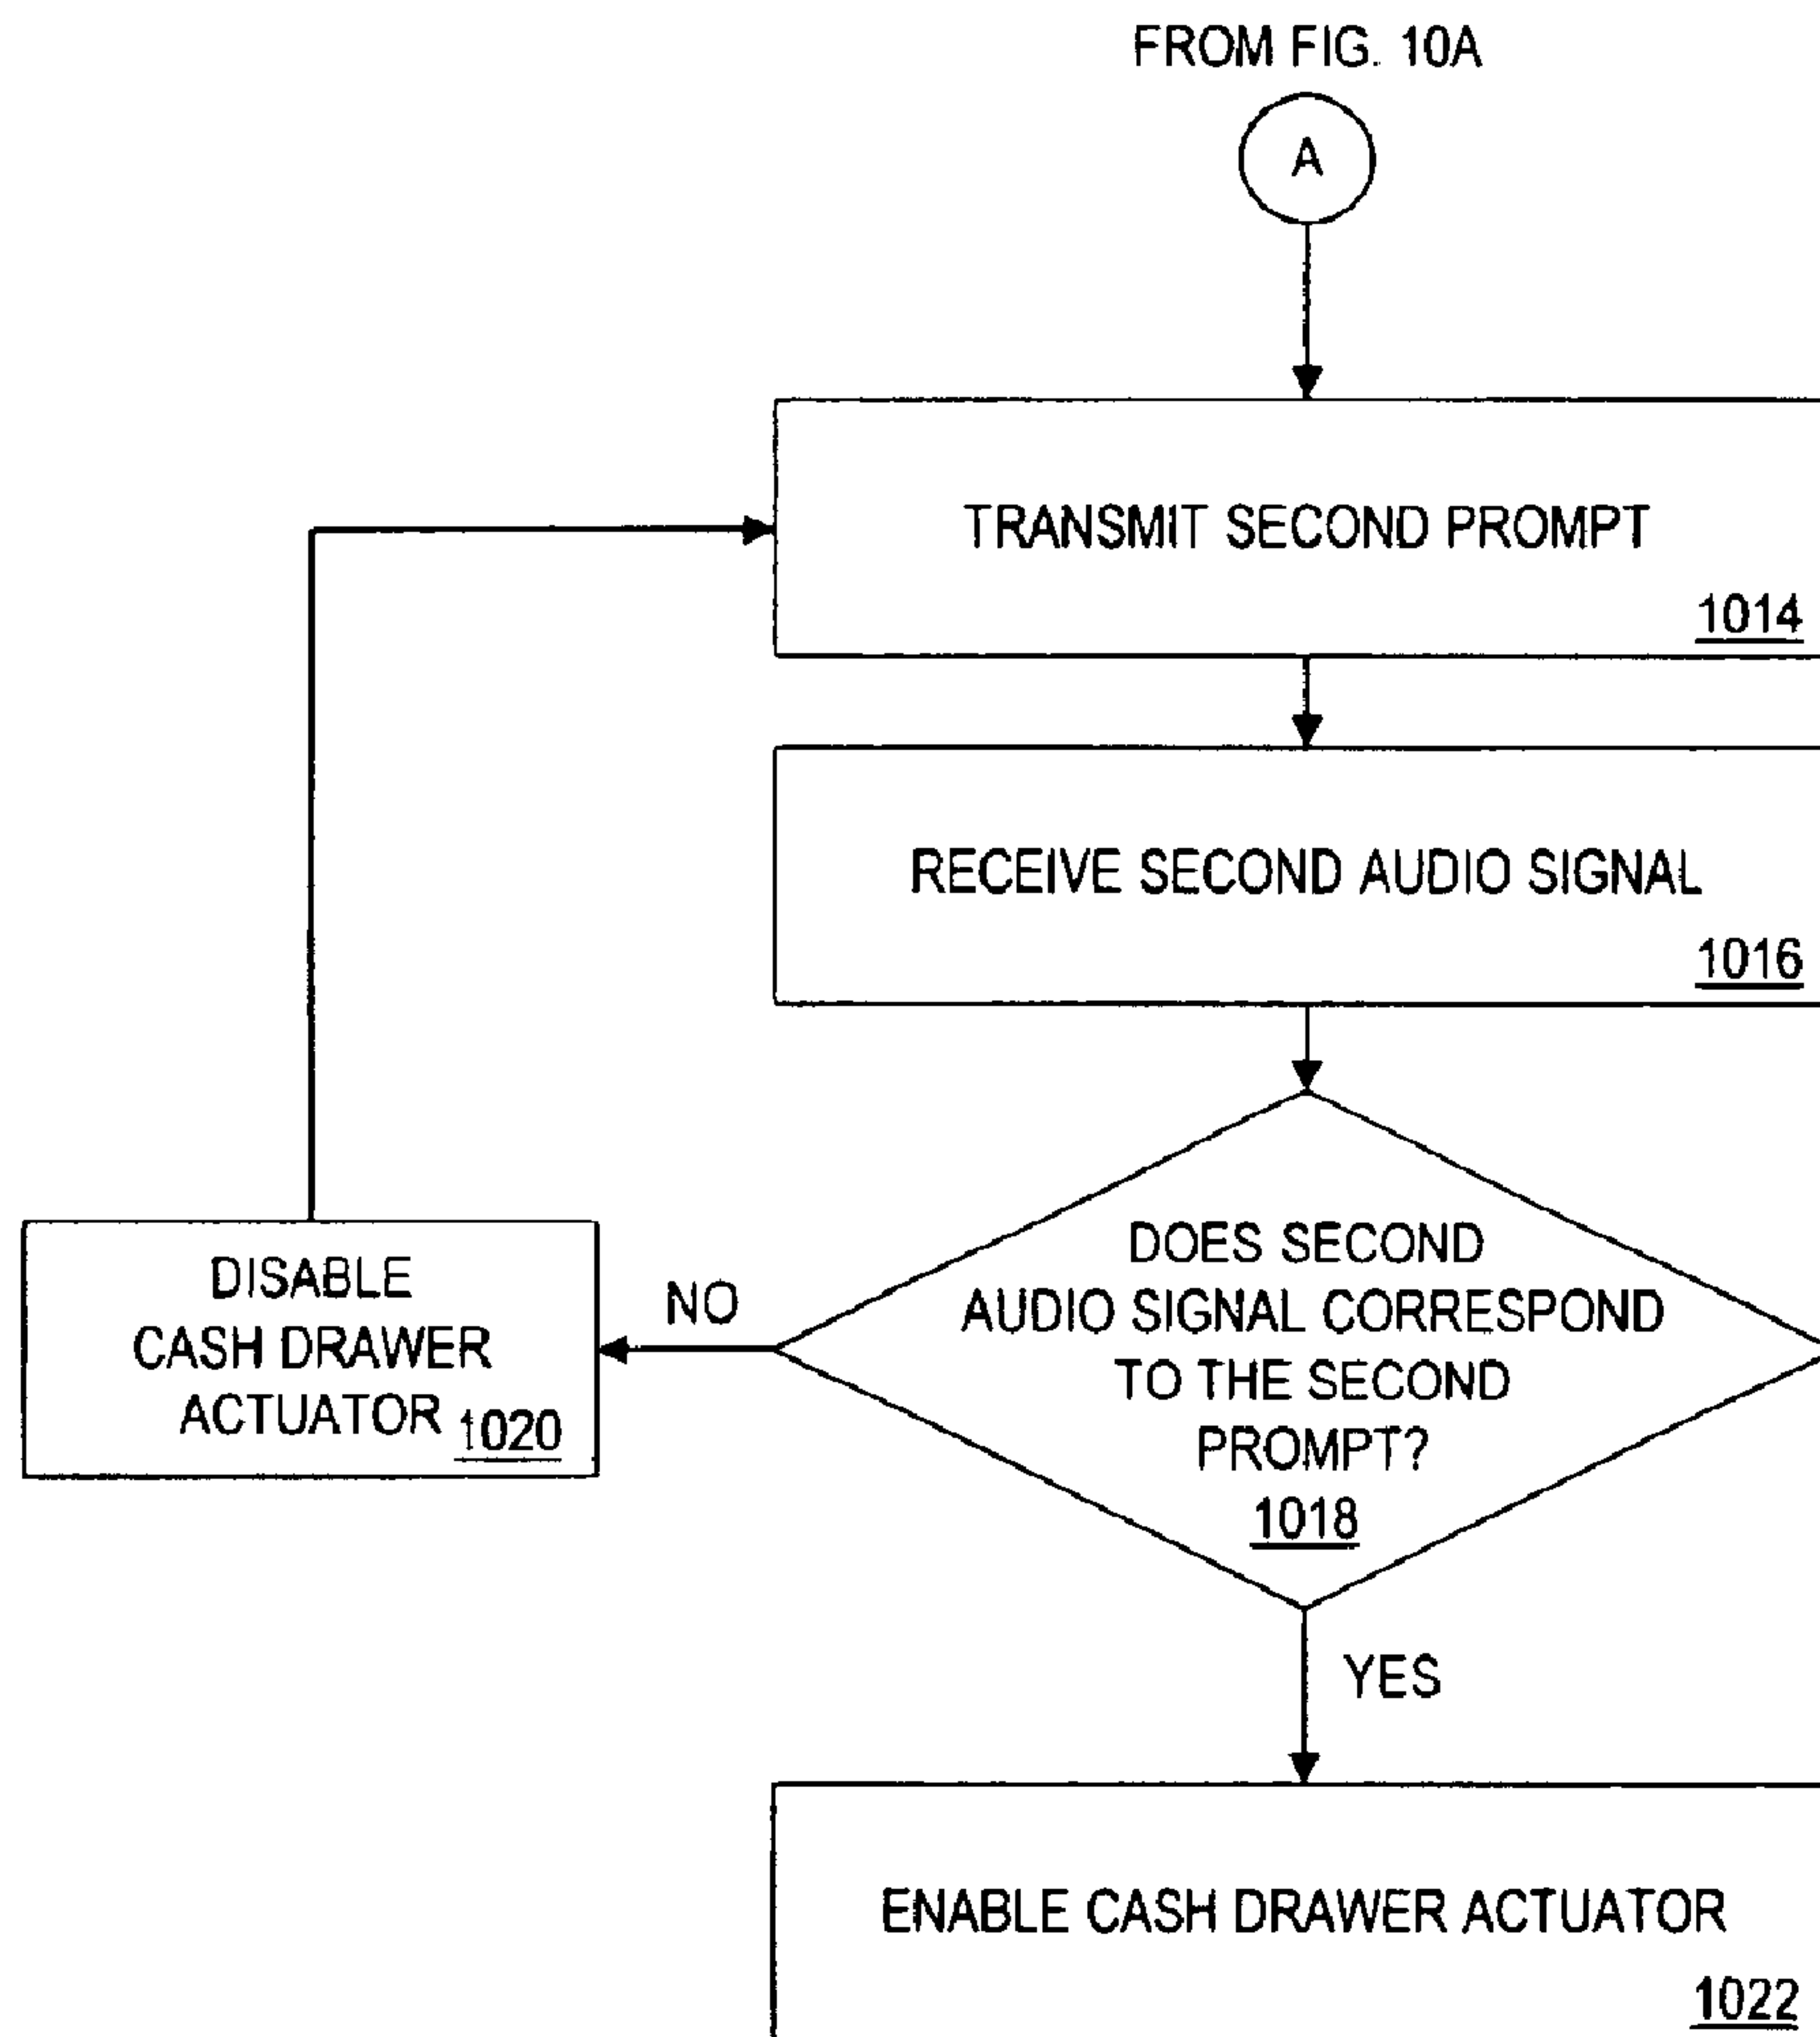 FROM FIG. 10A
A
TRANSMIT SECOND PROMPT
1014
RECEIVE SECOND AUDIO SIGNAL
1016
DOES SECOND
AUDIO SIGNAL CORRESPOND
TO THE SECOND
PROMPT?
1018
NO
DISABLE
CASH DRAWER
ACTUATOR 1020
YES
ENABLE CASH DRAWER ACTUATOR
1022